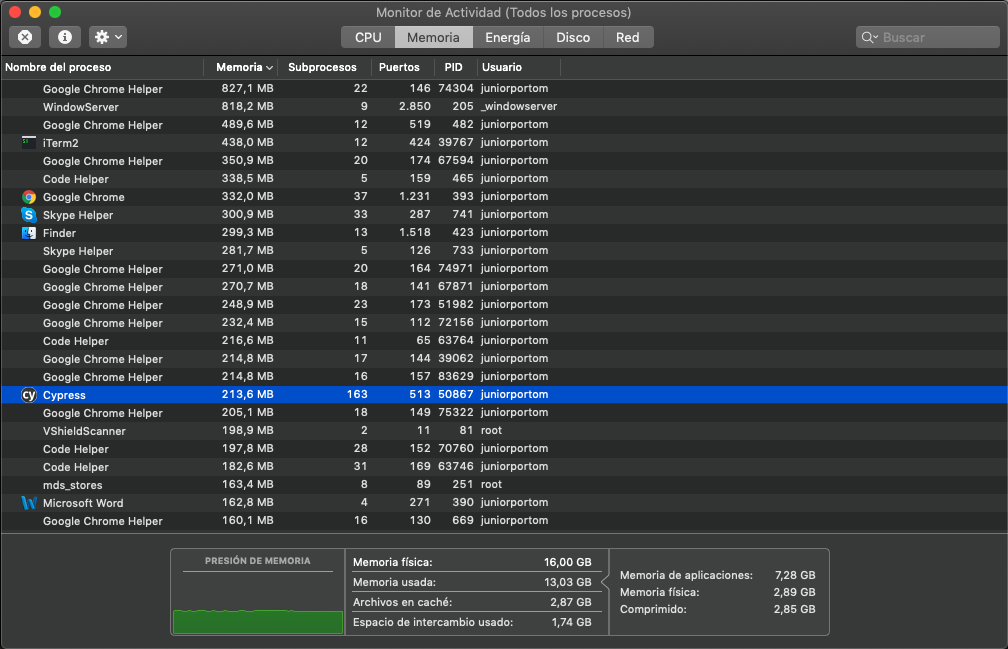 Monitor de Actividad (Todos los procesos)
CPU Memoria Energía Disco Red Buscar
Nombre del proceso Memoria Subprocesos Puertos PID Usuario
Google Chrome Helper 827,1 MB 22 146 74304 juniorportom
WindowServer 818,2 MB 9 2.850 205 _windowserver
Google Chrome Helper 489,6 MB 12 519 482 juniorportom
iTerm2 438,0 MB 12 424 39767 juniorportom
Google Chrome Helper 350,9 MB 20 174 67594 juniorportom
Code Helper 338,5 MB 5 159 465 juniorportom
Google Chrome 332,0 MB 37 1.231 393 juniorportom
Skype Helper 300,9 MB 33 287 741 juniorportom
Finder 299,3 MB 13 1.518 423 juniorportom
Skype Helper 281,7 MB 5 126 733 juniorportom
Google Chrome Helper 271,0 MB 20 164 74971 juniorportom
Google Chrome Helper 270,7 MB 18 141 67871 juniorportom
Google Chrome Helper 248,9 MB 23 173 51982 juniorportom
Google Chrome Helper 232,4 MB 15 112 72156 juniorportom
Code Helper 216,6 MB 11 65 63764 juniorportom
Google Chrome Helper 214,8 MB 17 144 39062 juniorportom
Google Chrome Helper 214,8 MB 16 157 83629 juniorportom
cy Cypress 213,6 MB 163 513 50867 juniorportom
Google Chrome Helper 205,1 MB 18 149 75322 juniorportom
VShieldScanner 198,9 MB 2 11 81 root
Code Helper 197,8 MB 28 152 70760 juniorportom
Code Helper 182,6 MB 31 169 63746 juniorportom
mds_stores 163,4 MB 8 89 251 root
Microsoft Word 162,8 MB 4 271 390 juniorportom
Google Chrome Helper 160,1 MB 16 130 669 juniorportom
PRESIÓN DE MEMORIA
Memoria física: 16,00 GB
Memoria usada: 13,03 GB
Archivos en caché: 2,87 GB
Espacio de intercambio usado: 1,74 GB
Memoria de aplicaciones: 7,28 GB
Memoria física: 2,89 GB
Comprimido: 2,85 GB